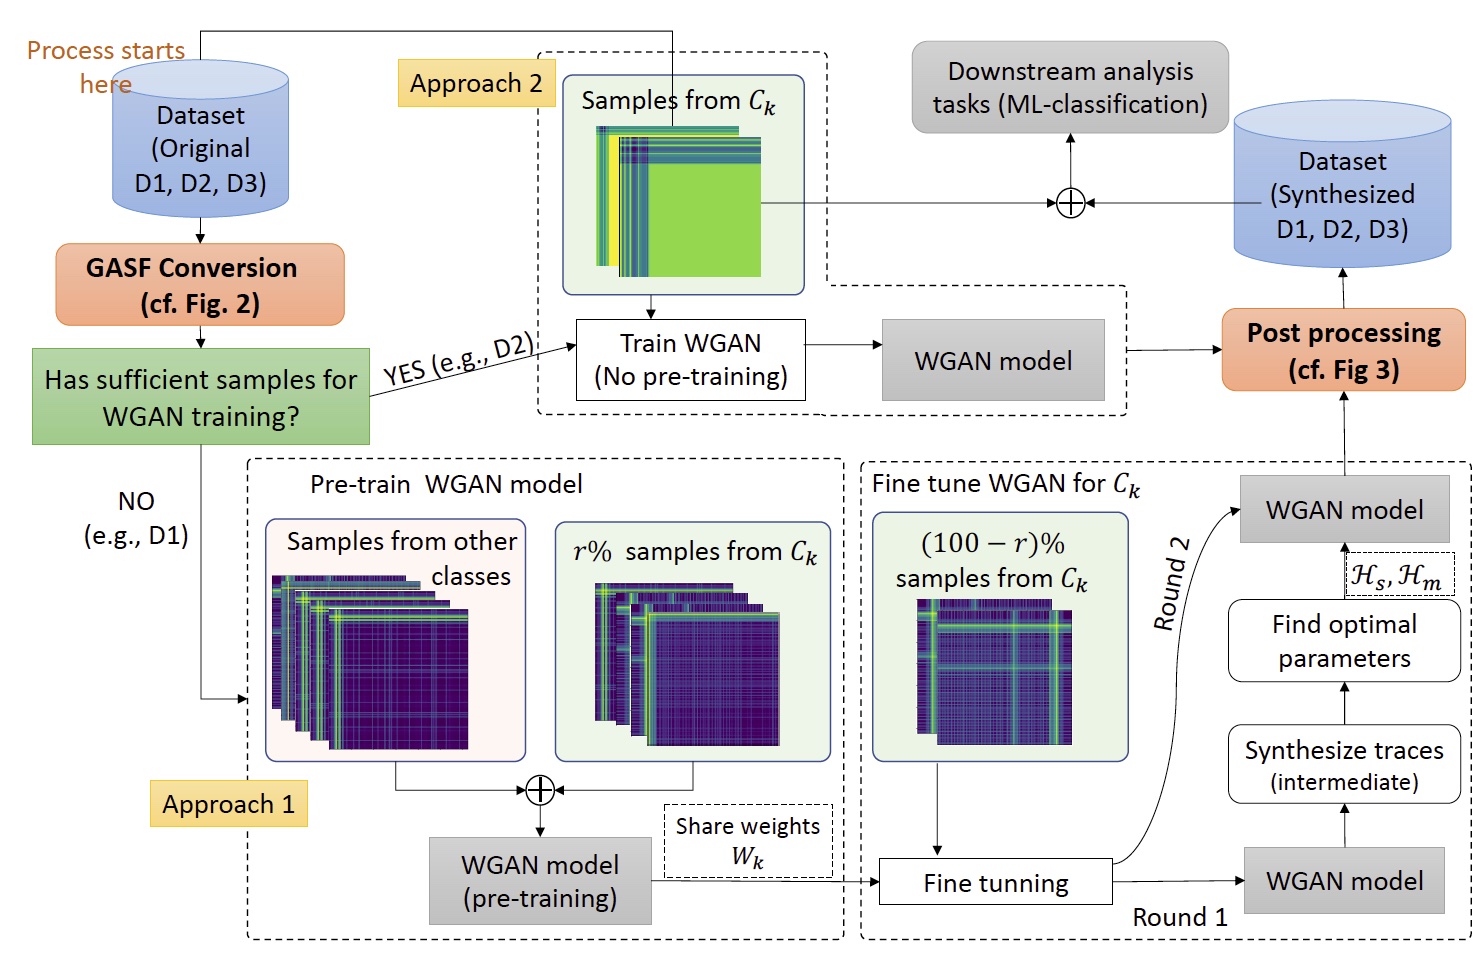 Process starts
here
Dataset
(Original
D1, D2, D3)
GASF Conversion
(cf. Fig. 2)
Has sufficient samples for
WGAN training?
YES (e.g., D2)
NO
(e.g., D1)
Approach 2
Samples from C_k
Train WGAN
(No pre-training)
WGAN model
Downstream analysis
tasks (ML-classification)
Dataset
(Synthesized
D1, D2, D3)
Post processing
(cf. Fig 3)
Approach 1
Pre-train WGAN model
Samples from other
classes
r% samples from C_k
WGAN model
(pre-training)
Share weights
W_k
Fine tune WGAN for C_k
(100 − r)%
samples from C_k
Fine tunning
Round 1
Round 2
WGAN model
Synthesize traces
(intermediate)
Find optimal
parameters
ℋ_s, ℋ_m
WGAN model